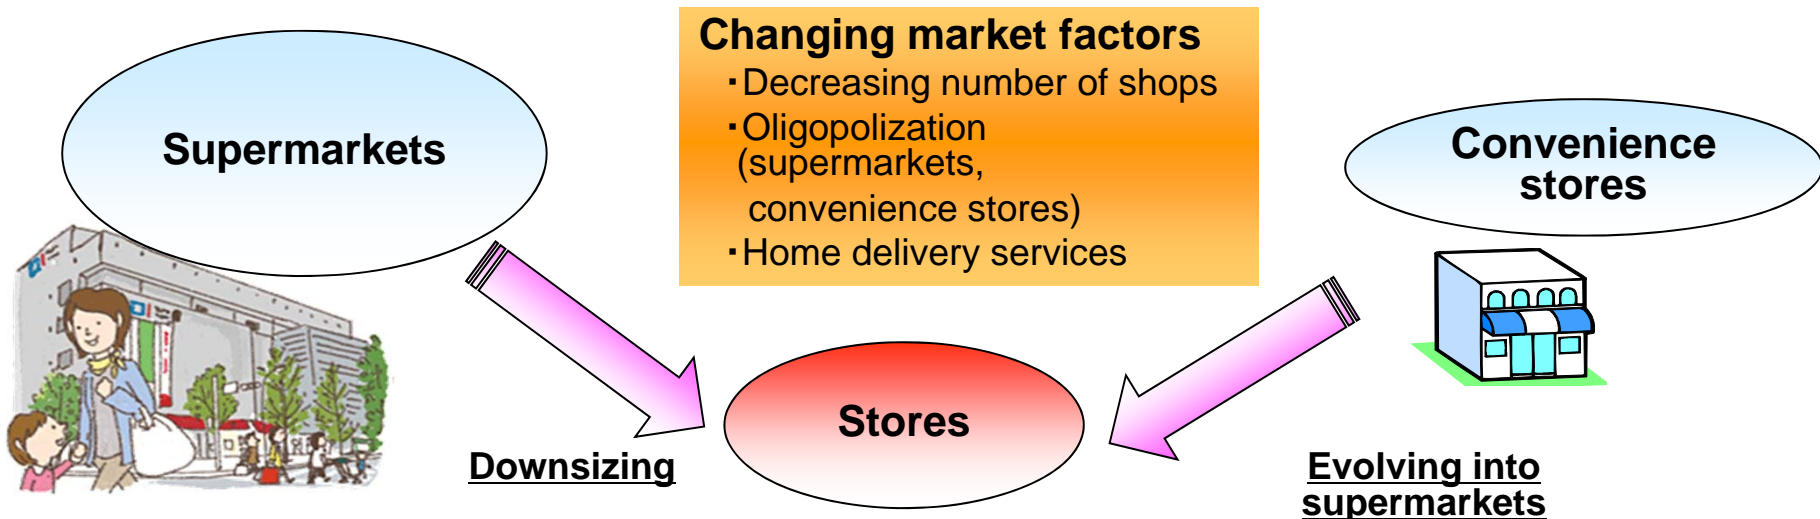 Changing market factors
・Decreasing number of shops
・Oligopolization
(supermarkets,
convenience stores)
・Home delivery services
Supermarkets
Convenience
stores
Stores
Downsizing
Evolving into
supermarkets